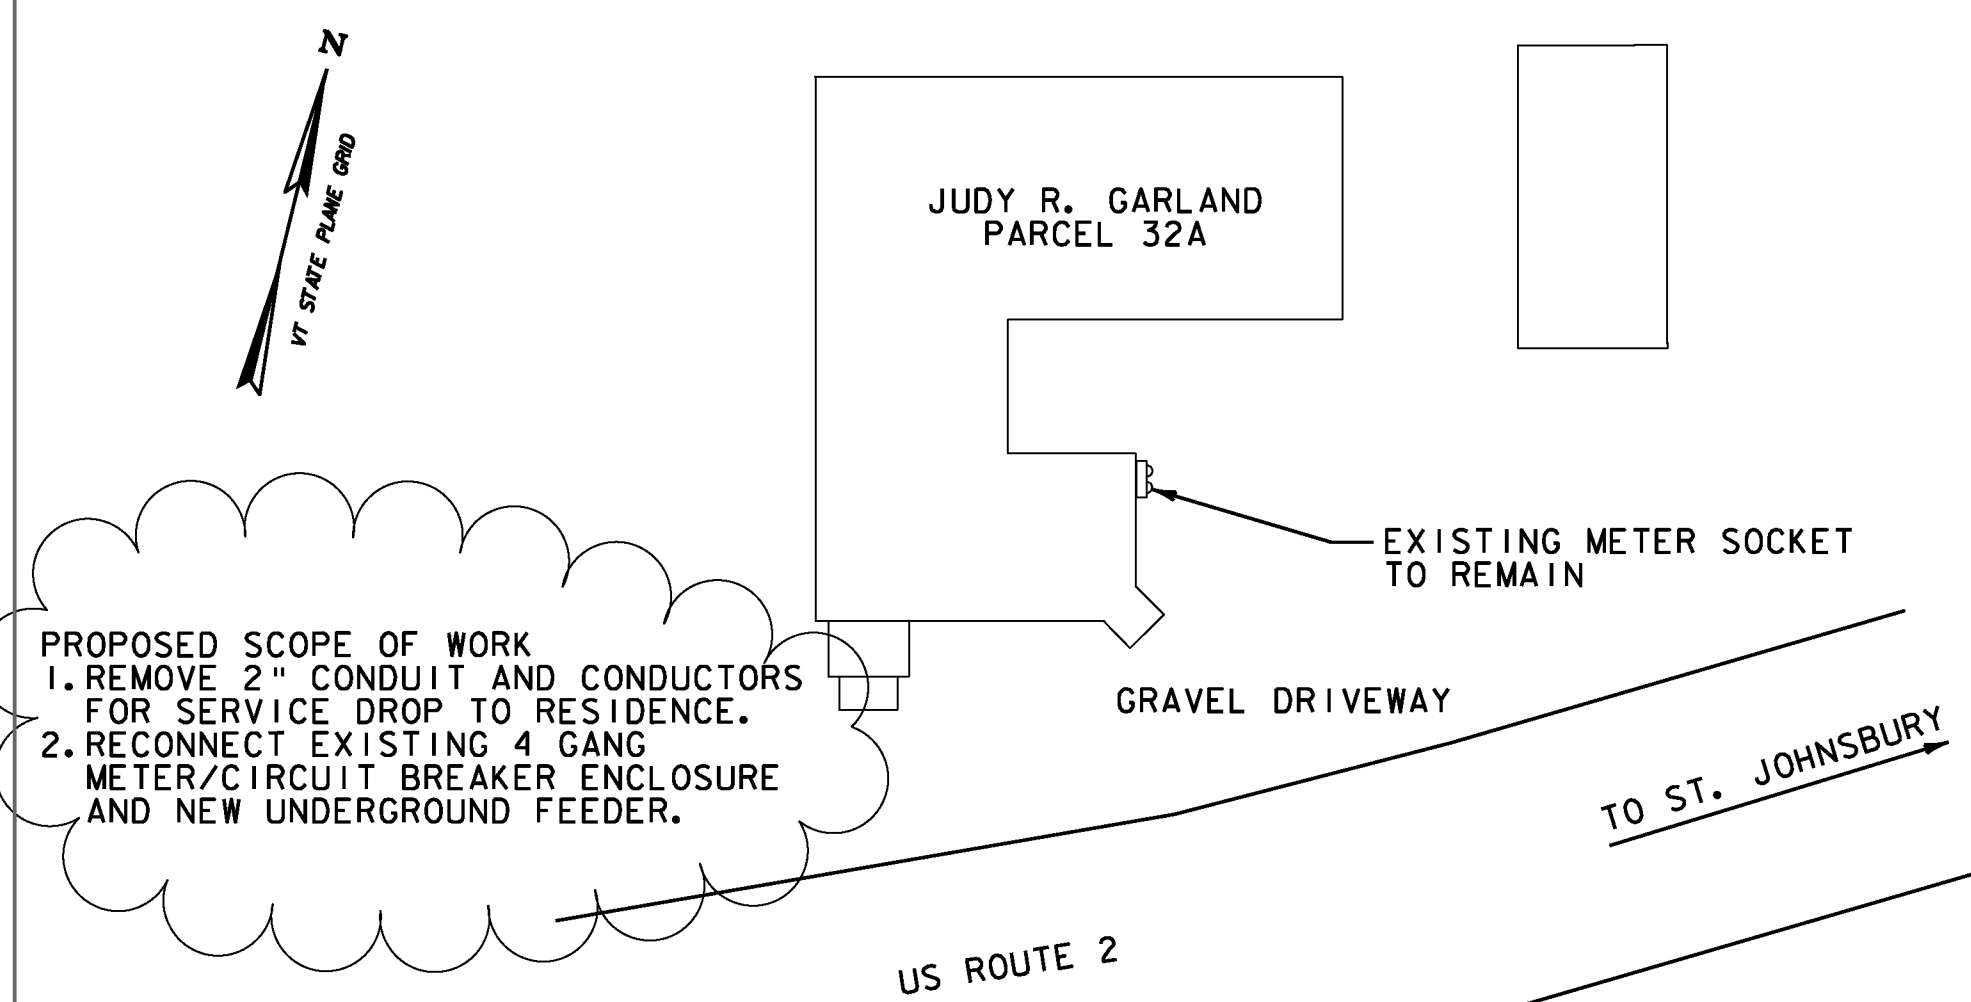 N
VT STATE PLANE GRID
JUDY R. GARLAND
PARCEL 32A
EXISTING METER SOCKET
TO REMAIN
PROPOSED SCOPE OF WORK
1. REMOVE 2" CONDUIT AND CONDUCTORS
FOR SERVICE DROP TO RESIDENCE.
2. RECONNECT EXISTING 4 GANG
METER/CIRCUIT BREAKER ENCLOSURE
AND NEW UNDERGROUND FEEDER.
GRAVEL DRIVEWAY
TO ST. JOHNSBURY
US ROUTE 2